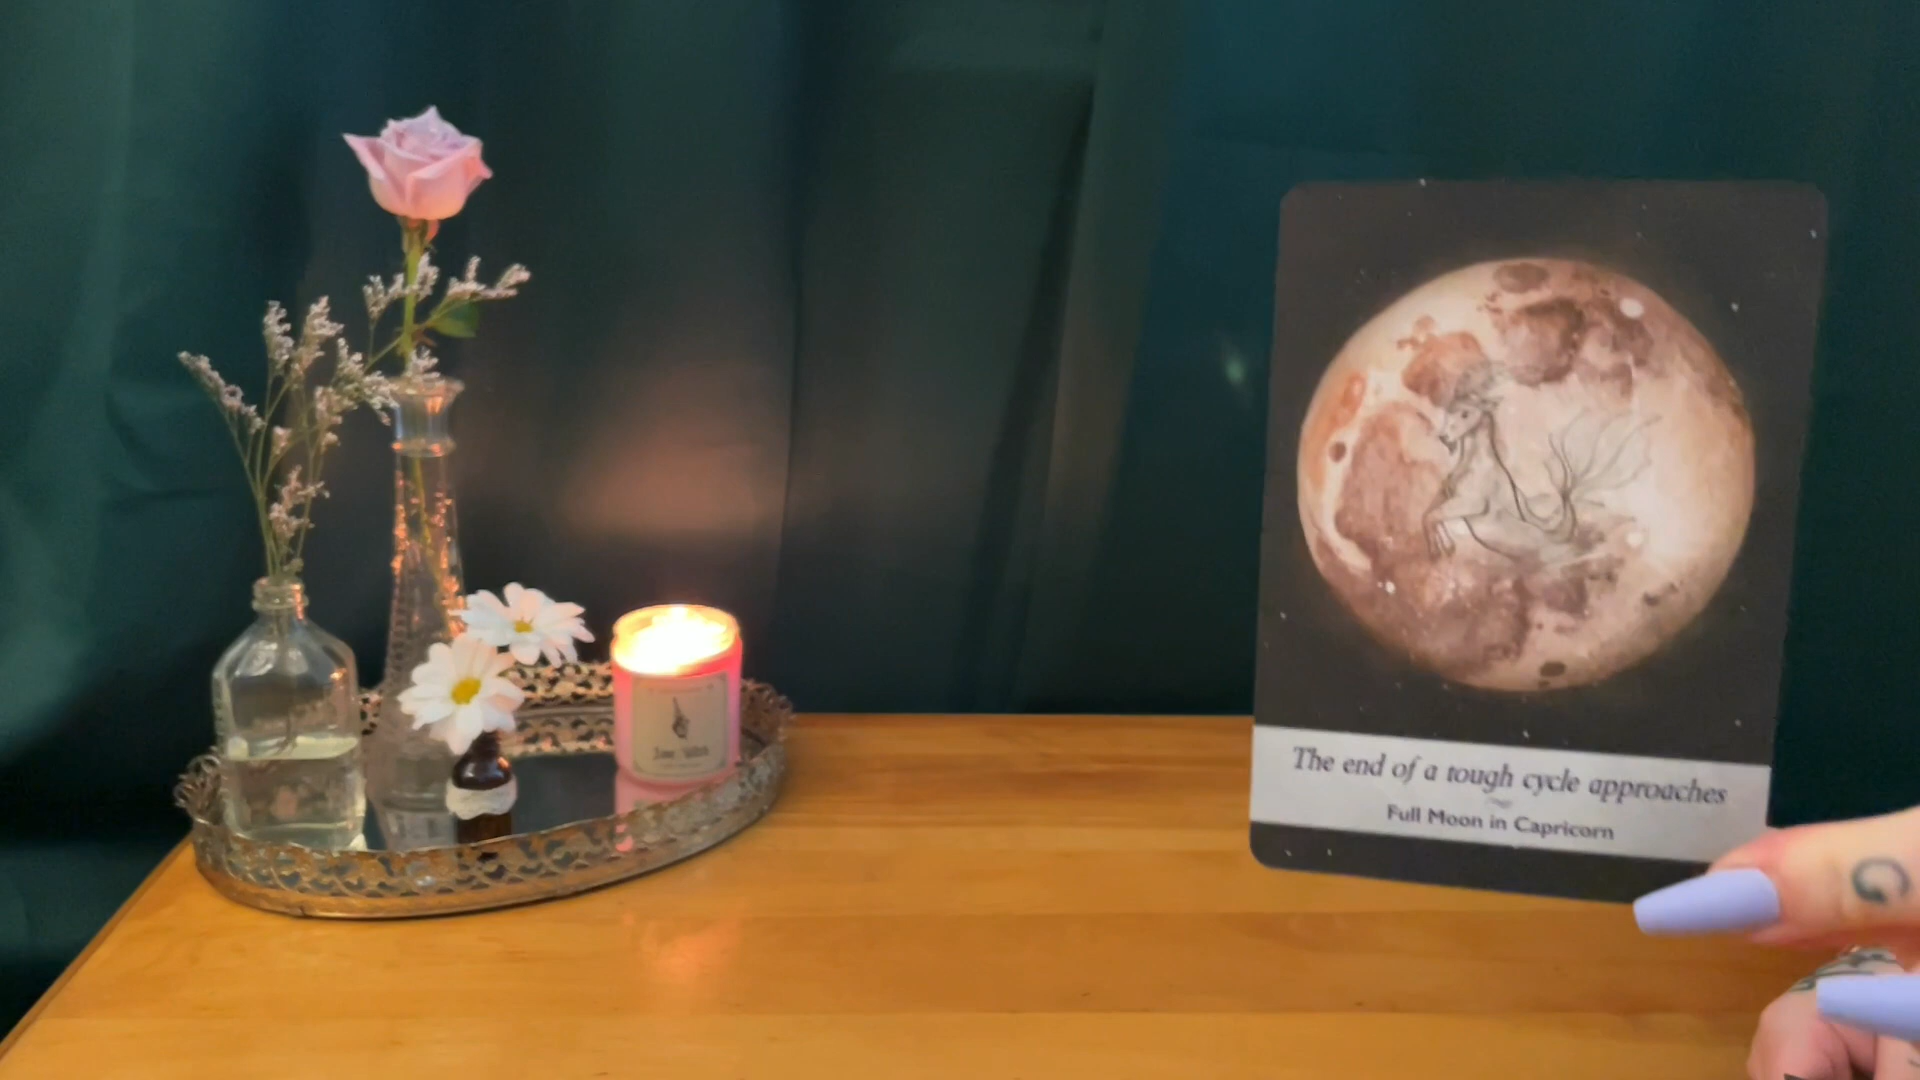 The end of a tough cycle approaches
Full Moon in Capricorn